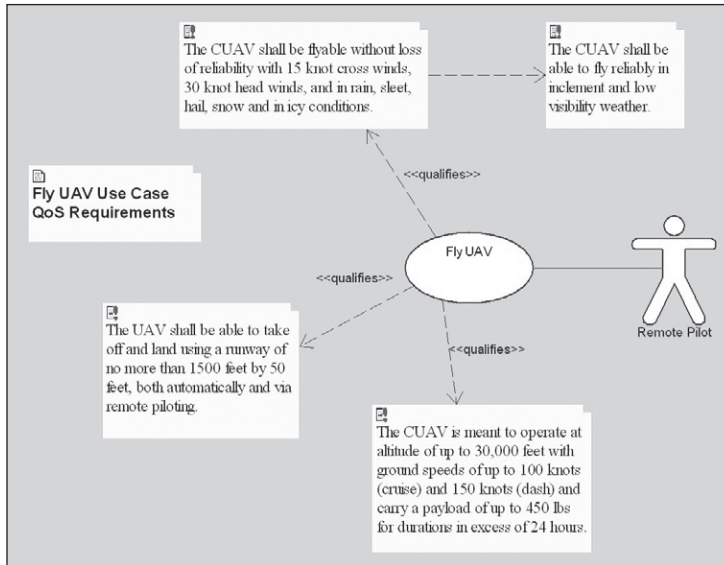 The CUAV shall be flyable without loss
of reliability with 15 knot cross winds,
30 knot head winds, and in rain, sleet,
hail, snow and in icy conditions.
The CUAV shall be
able to fly reliably in
inclement and low
visibility weather.
<<qualifies>>
Fly UAV Use Case
QoS Requirements
Fly UAV
<<qualifies>>
Remote Pilot
The UAV shall be able to take
off and land using a runway of
no more than 1500 feet by 50
feet, both automatically and via
remote piloting.
<<qualifies>>
The CUAV is meant to operate at
altitude of up to 30,000 feet with
ground speeds of up to 100 knots
(cruise) and 150 knots (dash) and
carry a payload of up to 450 lbs
for durations in excess of 24 hours.